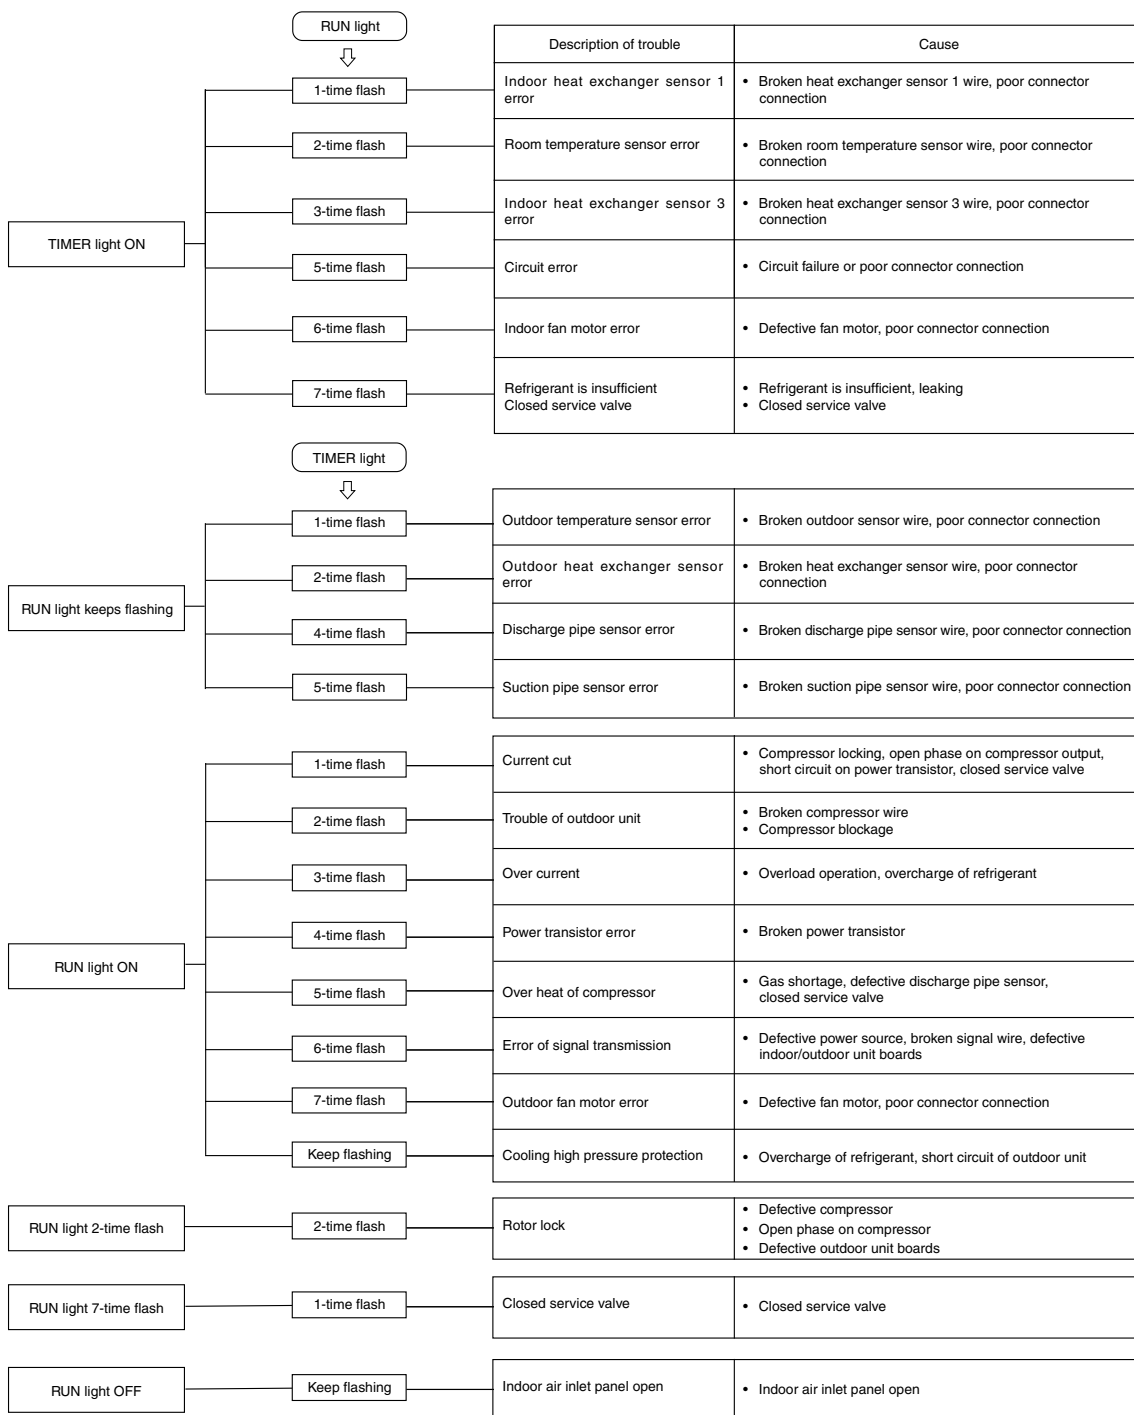 RUN light
Description of trouble
Cause
TIMER light ON
1-time flash
Indoor heat exchanger sensor 1
error
• Broken heat exchanger sensor 1 wire, poor connector
connection
2-time flash
Room temperature sensor error
• Broken room temperature sensor wire, poor connector
connection
3-time flash
Indoor heat exchanger sensor 3
error
• Broken heat exchanger sensor 3 wire, poor connector
connection
5-time flash
Circuit error
• Circuit failure or poor connector connection
6-time flash
Indoor fan motor error
• Defective fan motor, poor connector connection
7-time flash
Refrigerant is insufficient
Closed service valve
• Refrigerant is insufficient, leaking
• Closed service valve
TIMER light
RUN light keeps flashing
1-time flash
Outdoor temperature sensor error
• Broken outdoor sensor wire, poor connector connection
2-time flash
Outdoor heat exchanger sensor
error
• Broken heat exchanger sensor wire, poor connector
connection
4-time flash
Discharge pipe sensor error
• Broken discharge pipe sensor wire, poor connector connection
5-time flash
Suction pipe sensor error
• Broken suction pipe sensor wire, poor connector connection
RUN light ON
1-time flash
Current cut
• Compressor locking, open phase on compressor output,
short circuit on power transistor, closed service valve
2-time flash
Trouble of outdoor unit
• Broken compressor wire
• Compressor blockage
3-time flash
Over current
• Overload operation, overcharge of refrigerant
4-time flash
Power transistor error
• Broken power transistor
5-time flash
Over heat of compressor
• Gas shortage, defective discharge pipe sensor,
closed service valve
6-time flash
Error of signal transmission
• Defective power source, broken signal wire, defective
indoor/outdoor unit boards
7-time flash
Outdoor fan motor error
• Defective fan motor, poor connector connection
Keep flashing
Cooling high pressure protection
• Overcharge of refrigerant, short circuit of outdoor unit
RUN light 2-time flash
2-time flash
Rotor lock
• Defective compressor
• Open phase on compressor
• Defective outdoor unit boards
RUN light 7-time flash
1-time flash
Closed service valve
• Closed service valve
RUN light OFF
Keep flashing
Indoor air inlet panel open
• Indoor air inlet panel open